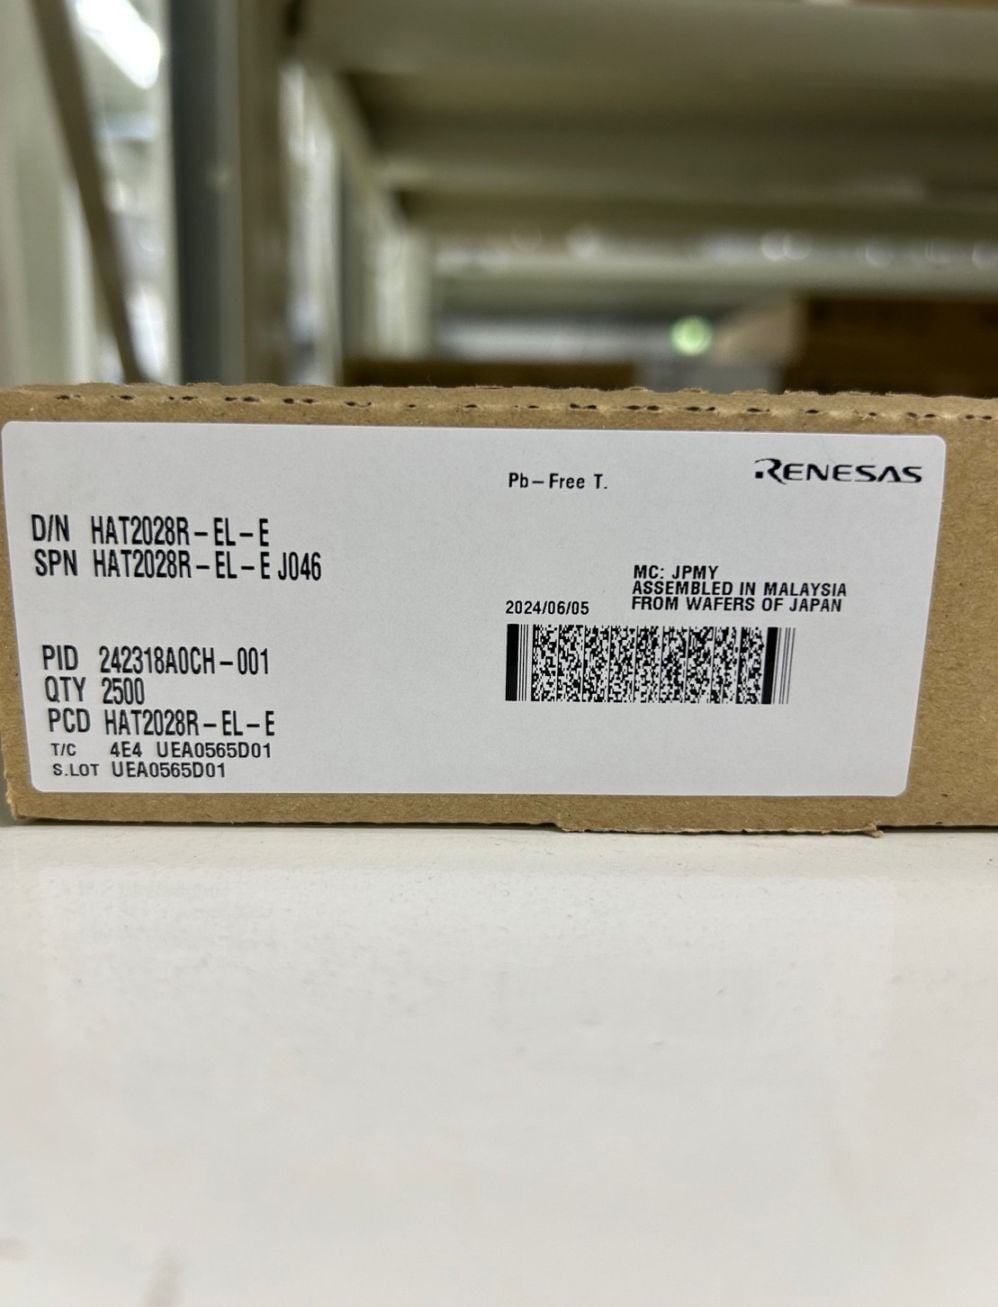 RENESAS
Pb-Free T.
D/N HAT2028R-EL-E
SPN HAT2028R-EL-E J046
MC: JPMY
ASSEMBLED IN MALAYSIA
2024/06/05 FROM WAFERS OF JAPAN
PID 242318A0CH-001
QTY 2500
PCD HAT2028R-EL-E
T/C 4E4 UEA0565D01
S.LOT UEA0565D01